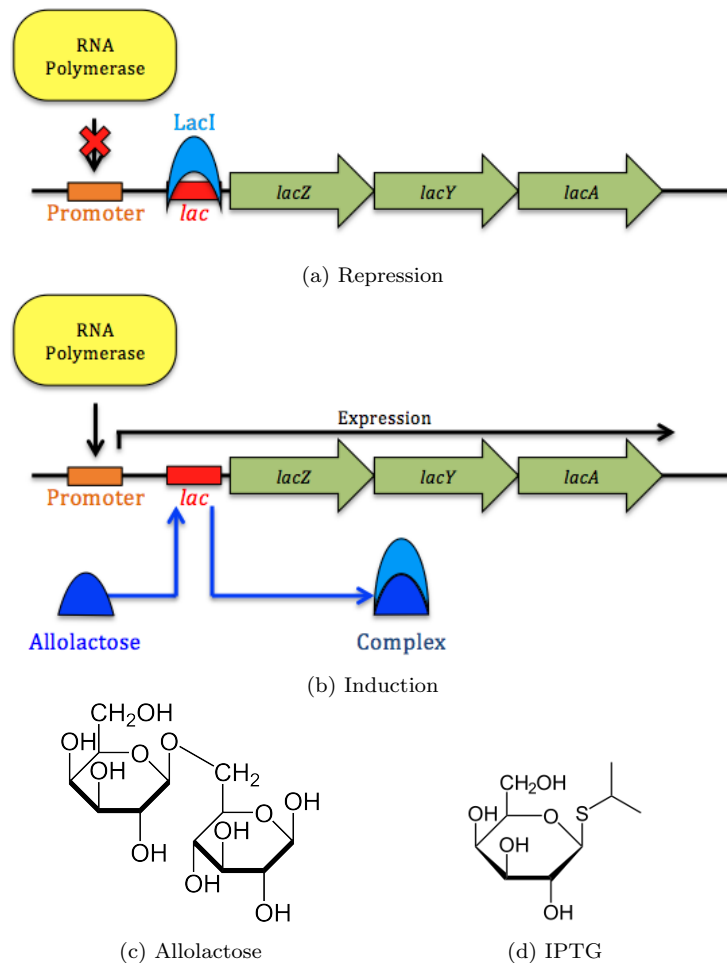 RNA
Polymerase
LacI
Promoter
lac
lacZ
lacY
lacA
(a) Repression
RNA
Polymerase
Expression
Promoter
lac
lacZ
lacY
lacA
Allolactose
Complex
(b) Induction
CH2OH
OH
O
O
OH
CH2
OH
O
OH
OH
OH
OH
OH
(c) Allolactose
CH2OH
OH
O
S
OH
OH
(d) IPTG